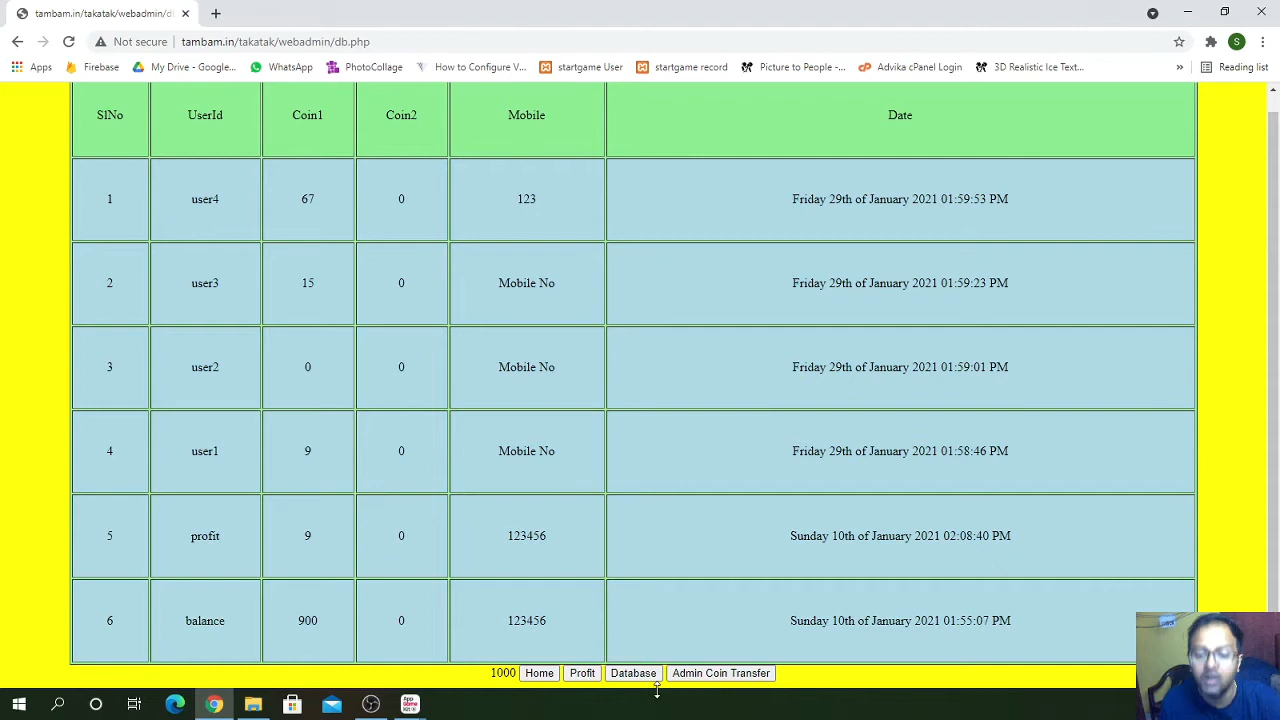 tambam.in/takatak/webadmin/db.ph
Not secure tambam.in/takatak/webadmin/db.php S
Apps Firebase My Drive - Google... WhatsApp PhotoCollage How to Configure V... startgame User startgame record Picture to People -... Advika cPanel Login 3D Realistic Ice Text... » Reading list
SlNo UserId Coin1 Coin2 Mobile Date
1 user4 67 0 123 Friday 29th of January 2021 01:59:53 PM
2 user3 15 0 Mobile No Friday 29th of January 2021 01:59:23 PM
3 user2 0 0 Mobile No Friday 29th of January 2021 01:59:01 PM
4 user1 9 0 Mobile No Friday 29th of January 2021 01:58:46 PM
5 profit 9 0 123456 Sunday 10th of January 2021 02:08:40 PM
6 balance 900 0 123456 Sunday 10th of January 2021 01:55:07 PM
1000 Home Profit Database Admin Coin Transfer
App Game Kit